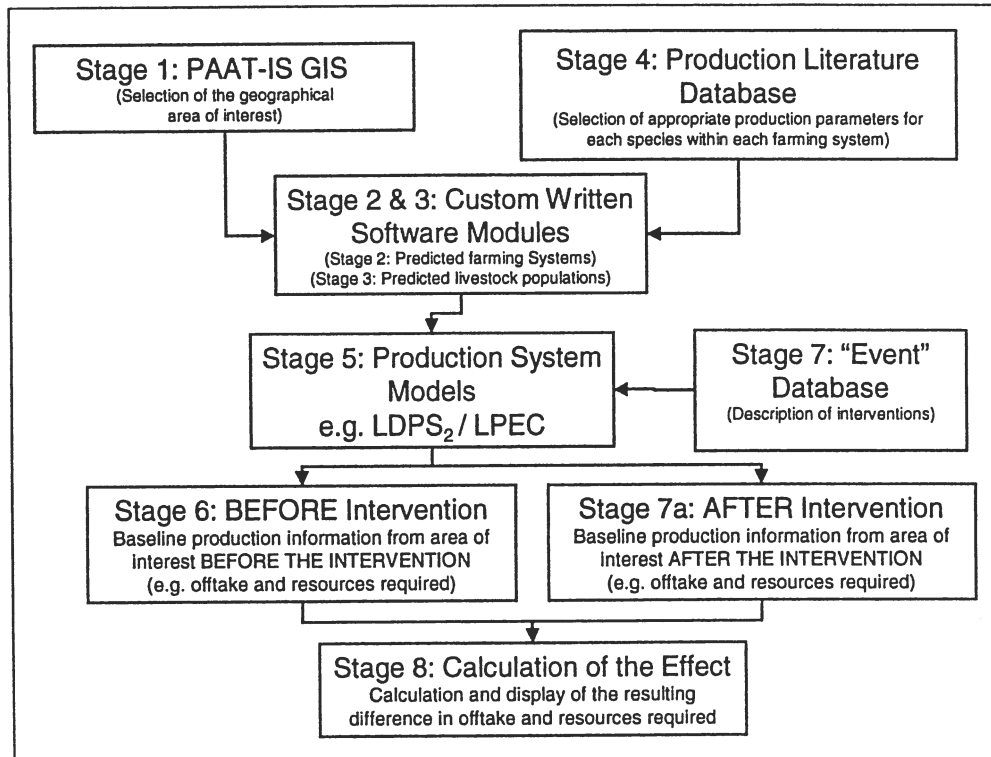 Stage 1: PAAT-IS GIS
(Selection of the geographical
area of interest)
Stage 4: Production Literature
Database
(Selection of appropriate production parameters for
each species within each farming system)
Stage 2 & 3: Custom Written
Software Modules
(Stage 2: Predicted farming Systems)
(Stage 3: Predicted livestock populations)
Stage 5: Production System
Models
e.g. LDPS₂ / LPEC
Stage 7: “Event”
Database
(Description of interventions)
Stage 6: BEFORE Intervention
Baseline production information from area of
interest BEFORE THE INTERVENTION
(e.g. offtake and resources required)
Stage 7a: AFTER Intervention
Baseline production information from area of
interest AFTER THE INTERVENTION
(e.g. offtake and resources required)
Stage 8: Calculation of the Effect
Calculation and display of the resulting
difference in offtake and resources required